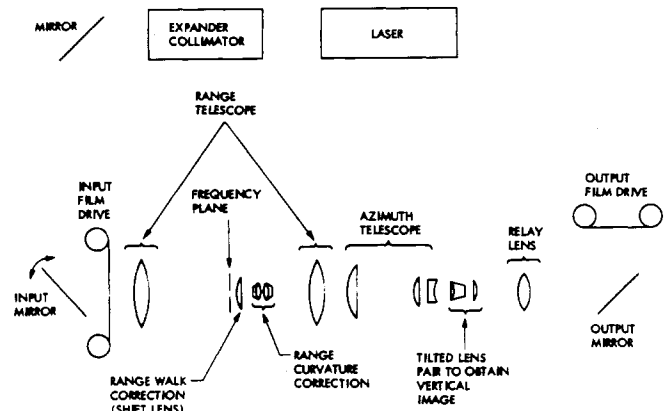 MIRROR
EXPANDER
COLLIMATOR
LASER
RANGE
TELESCOPE
INPUT
FILM
DRIVE
FREQUENCY
PLANE
AZIMUTH
TELESCOPE
RELAY
LENS
OUTPUT
FILM DRIVE
INPUT
MIRROR
OUTPUT
MIRROR
RANGE WALK
CORRECTION
(SHIFT LENS)
RANGE
CURVATURE
CORRECTION
TILTED LENS
PAIR TO OBTAIN
VERTICAL
IMAGE